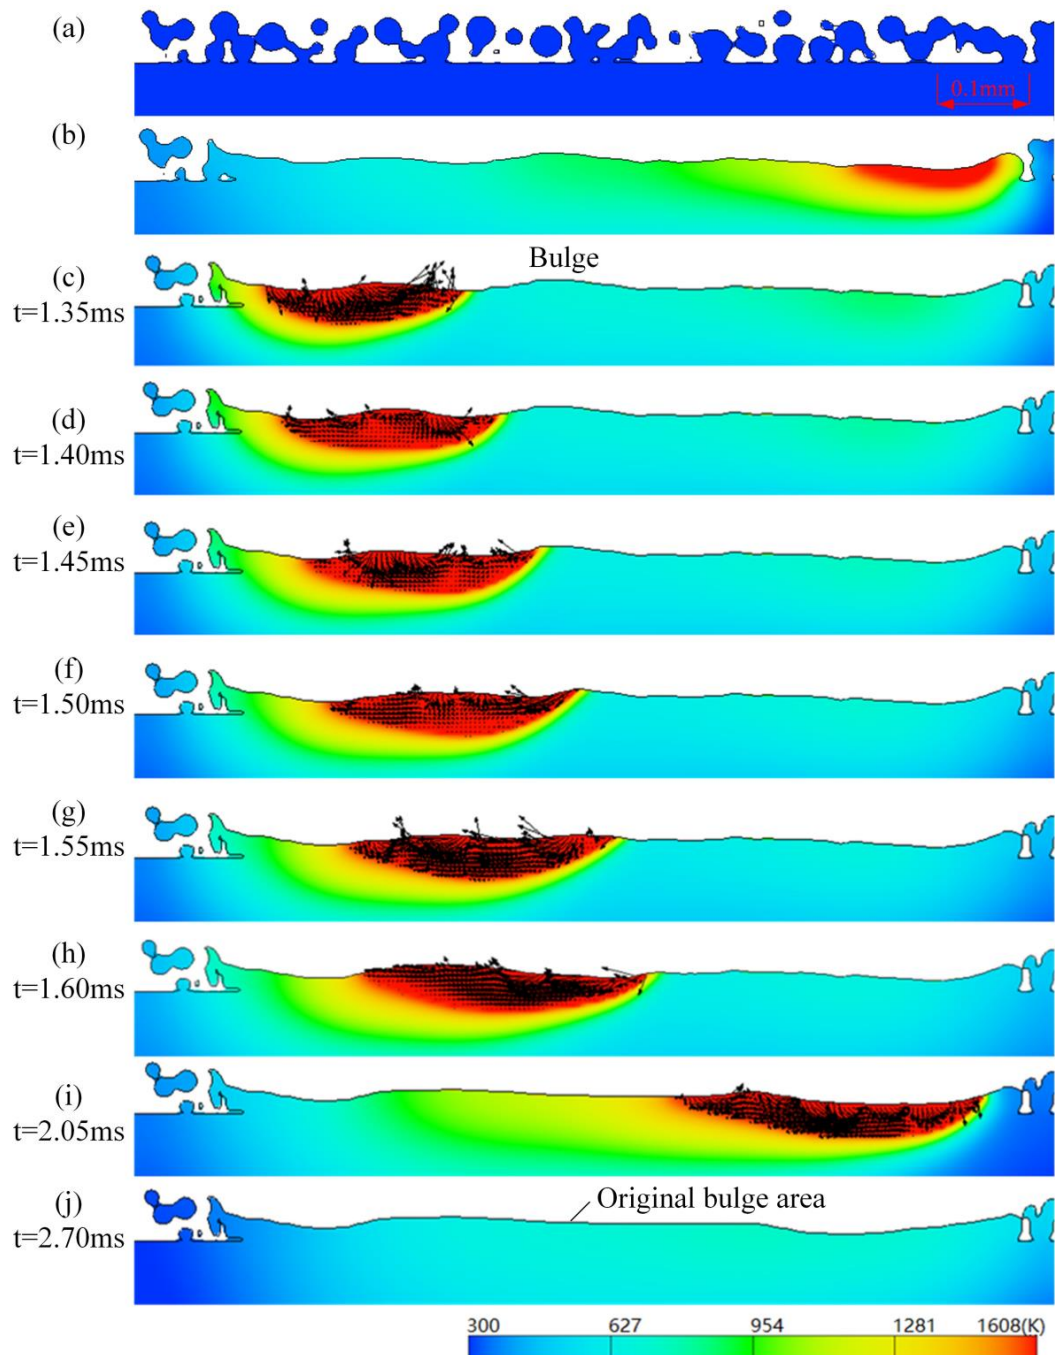 (a)
0.1mm
(b)
Bulge
(c)
t=1.35ms
(d)
t=1.40ms
(e)
t=1.45ms
(f)
t=1.50ms
(g)
t=1.55ms
(h)
t=1.60ms
(i)
t=2.05ms
(j)
Original bulge area
t=2.70ms
300 627 954 1281 1608(K)